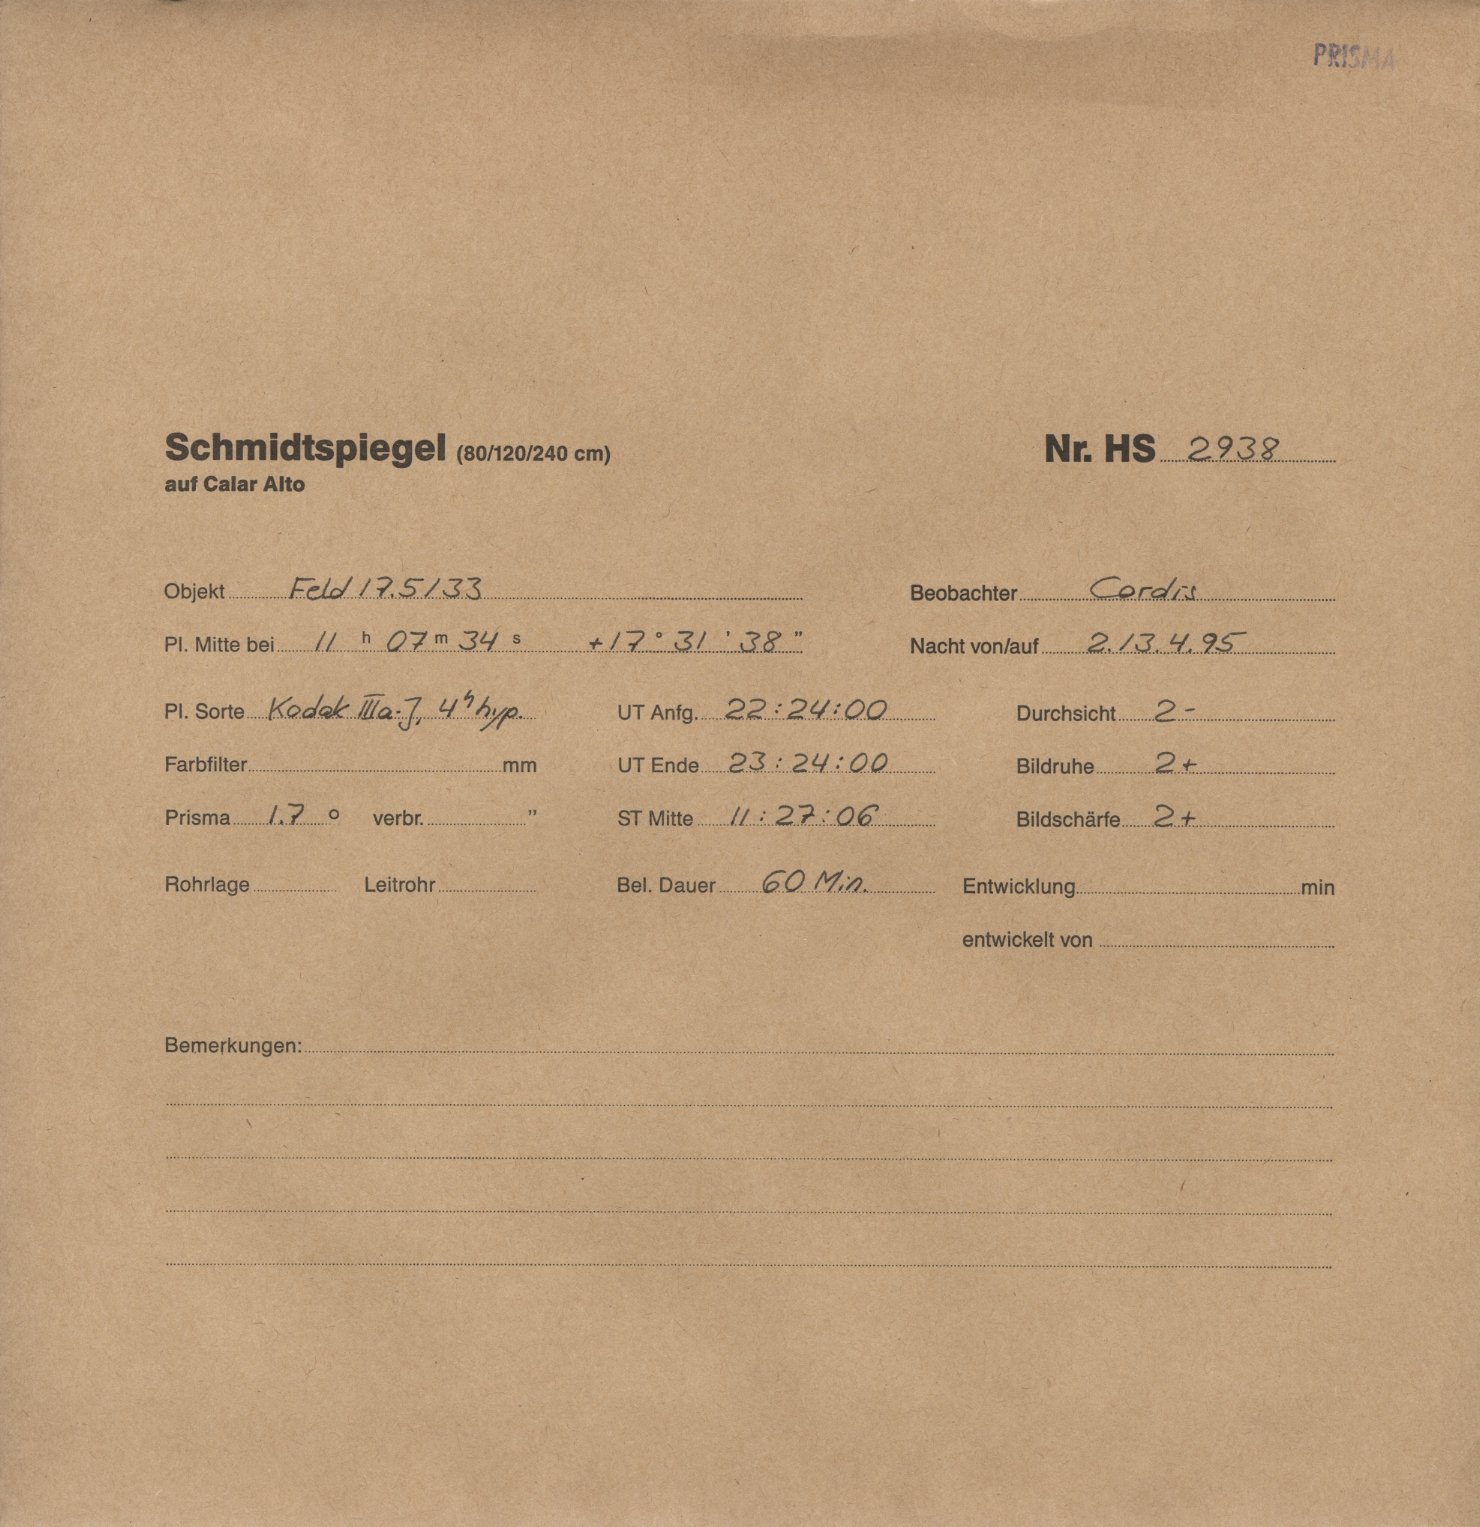 PRISMA
Schmidtspiegel (80/120/240 cm) Nr. HS 2938
auf Calar Alto
Objekt Feld 17.5/33 Beobachter Cordis
Pl. Mitte bei 11 h 07 m 34 s +17 ° 31 ' 38 " Nacht von/auf 2./3.4.95
Pl. Sorte Kodak IIIa-J, 4h hyp. UT Anfg. 22:24:00 Durchsicht 2-
Farbfilter mm UT Ende 23:24:00 Bildruhe 2+
Prisma 1.7 ° verbr. " ST Mitte 11:27:06 Bildschärfe 2+
Rohrlage Leitrohr Bel. Dauer 60 Min. Entwicklung min
entwickelt von
Bemerkungen: